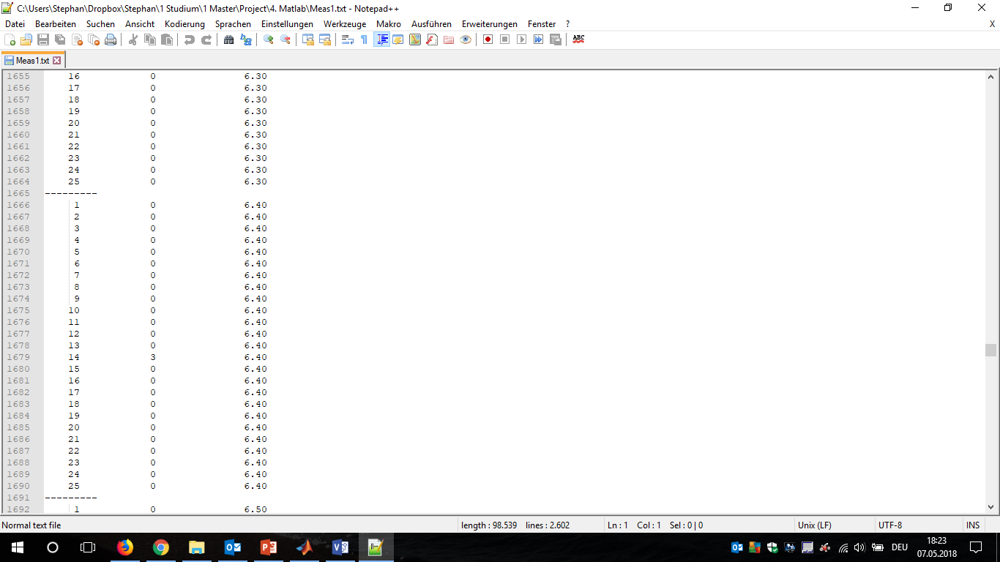 C:\Users\Stephan\Dropbox\Stephan\1 Studium\1 Master\Project\4. Matlab\Meas1.txt - Notepad++
Datei Bearbeiten Suchen Ansicht Kodierung Sprachen Einstellungen Werkzeuge Makro Ausführen Erweiterungen Fenster ? X
ABC
Meas1.txt
1655 16 0 6.30
1656 17 0 6.30
1657 18 0 6.30
1658 19 0 6.30
1659 20 0 6.30
1660 21 0 6.30
1661 22 0 6.30
1662 23 0 6.30
1663 24 0 6.30
1664 25 0 6.30
1665 ---------
1666 1 0 6.40
1667 2 0 6.40
1668 3 0 6.40
1669 4 0 6.40
1670 5 0 6.40
1671 6 0 6.40
1672 7 0 6.40
1673 8 0 6.40
1674 9 0 6.40
1675 10 0 6.40
1676 11 0 6.40
1677 12 0 6.40
1678 13 0 6.40
1679 14 3 6.40
1680 15 0 6.40
1681 16 0 6.40
1682 17 0 6.40
1683 18 0 6.40
1684 19 0 6.40
1685 20 0 6.40
1686 21 0 6.40
1687 22 0 6.40
1688 23 0 6.40
1689 24 0 6.40
1690 25 0 6.40
1691 ---------
1692 1 0 6.50
Normal text file length : 98.539 lines : 2.602 Ln : 1 Col : 1 Sel : 0 | 0 Unix (LF) UTF-8 INS
DEU 18:23
07.05.2018